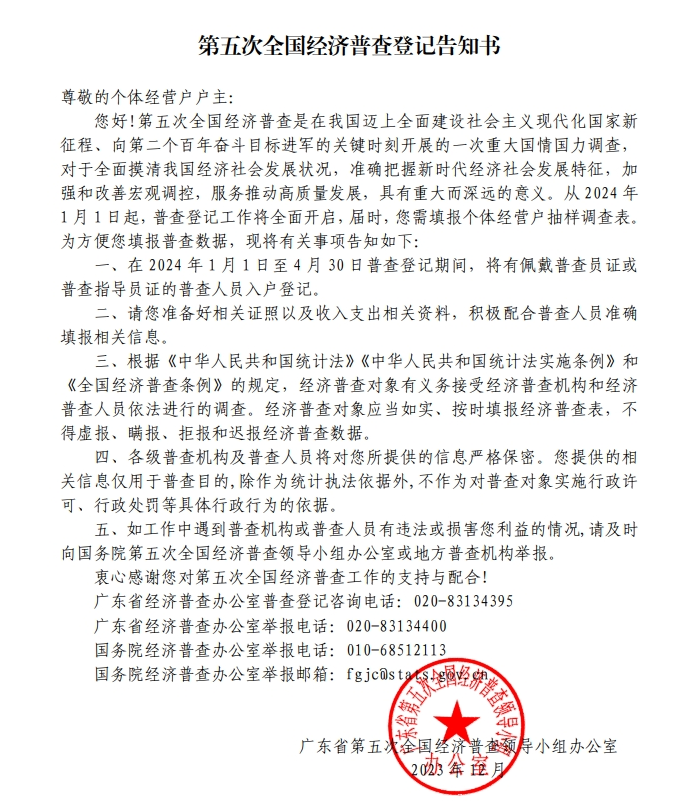 第五次全国经济普查登记告知书
尊敬的个体经营户户主：
您好!第五次全国经济普查是在我国迈上全面建设社会主义现代化国家新
征程、向第二个百年奋斗目标进军的关键时刻开展的一次重大国情国力调查，
对于全面摸清我国经济社会发展状况，准确把握新时代经济社会发展特征，加
强和改善宏观调控，服务推动高质量发展，具有重大而深远的意义。从 2024 年
1 月 1 日起，普查登记工作将全面开启，届时，您需填报个体经营户抽样调查表。
为方便您填报普查数据，现将有关事项告知如下：
一、在 2024 年 1 月 1 日至 4 月 30 日普查登记期间，将有佩戴普查员证或
普查指导员证的普查人员入户登记。
二、请您准备好相关证照以及收入支出相关资料，积极配合普查人员准确
填报相关信息。
三、根据《中华人民共和国统计法》《中华人民共和国统计法实施条例》和
《全国经济普查条例》的规定，经济普查对象有义务接受经济普查机构和经济
普查人员依法进行的调查。经济普查对象应当如实、按时填报经济普查表，不
得虚报、瞒报、拒报和迟报经济普查数据。
四、各级普查机构及普查人员将对您所提供的信息严格保密。您提供的相
关信息仅用于普查目的,除作为统计执法依据外,不作为对普查对象实施行政许
可、行政处罚等具体行政行为的依据。
五、如工作中遇到普查机构或普查人员有违法或损害您利益的情况,请及时
向国务院第五次全国经济普查领导小组办公室或地方普查机构举报。
衷心感谢您对第五次全国经济普查工作的支持与配合!
广东省经济普查办公室普查登记咨询电话：020-83134395
广东省经济普查办公室举报电话：020-83134400
国务院经济普查办公室举报电话：010-68512113
国务院经济普查办公室举报邮箱：fgjc@stats.gov.cn
广东省第五次全国经济普查领导小组办公室
2023 年 12 月
广东省第五次全国经济普查领导小组
办公室